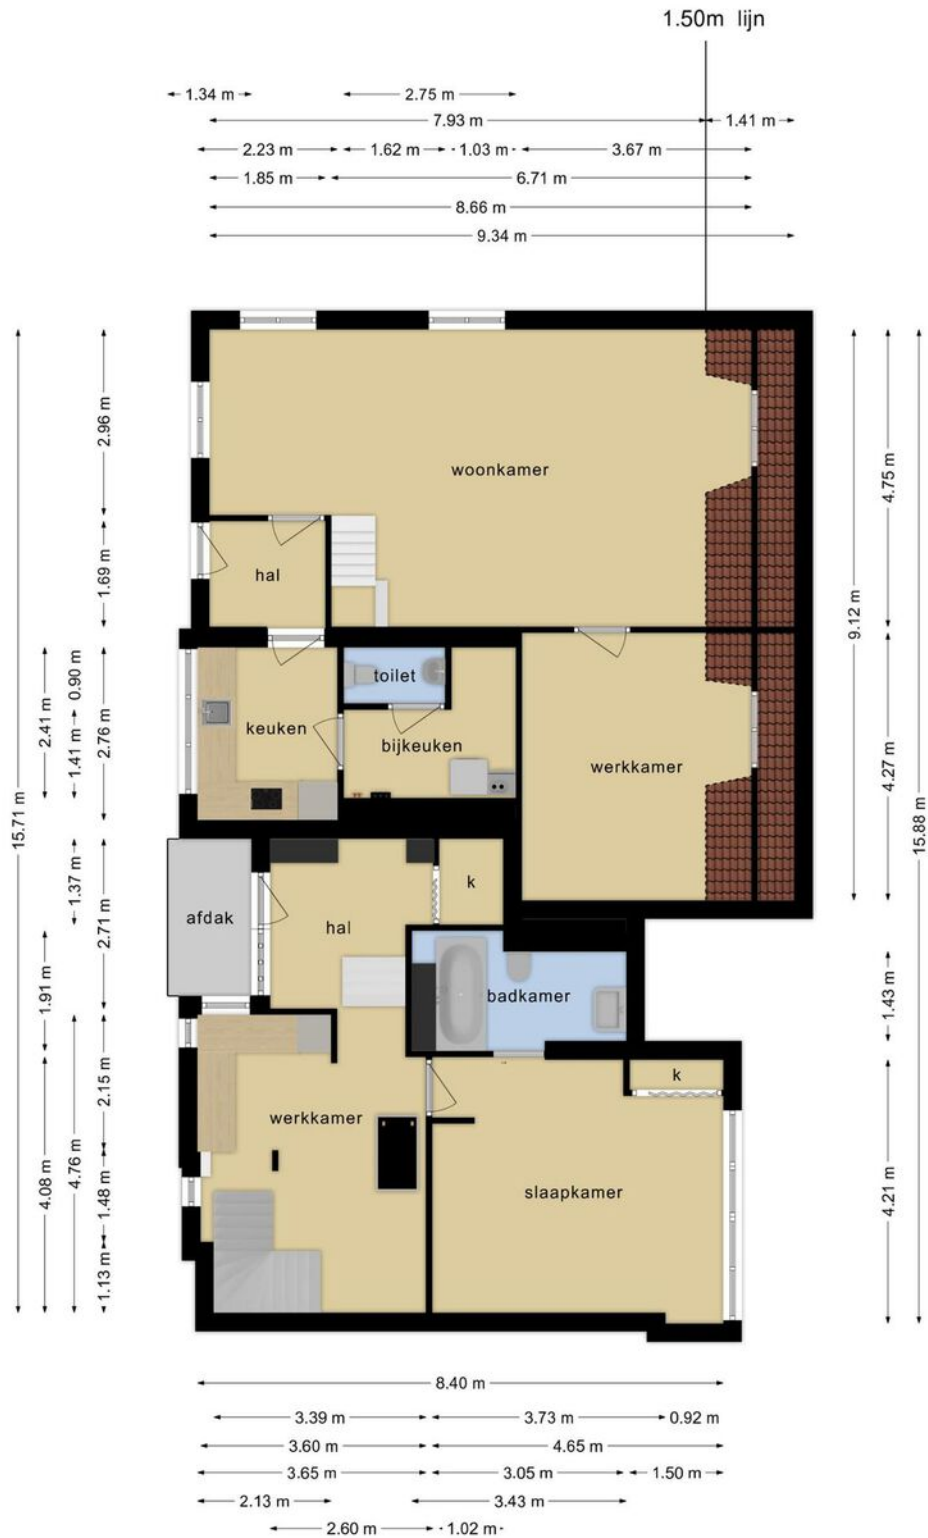 1.50m lijn
1.34 m
2.75 m
7.93 m
1.41 m
2.23 m
1.62 m
1.03 m
3.67 m
1.85 m
6.71 m
8.66 m
9.34 m
woonkamer
hal
toilet
keuken
bijkeuken
werkkamer
k
afdak
hal
badkamer
k
werkkamer
slaapkamer
15.71 m
2.96 m
1.69 m
2.41 m
0.90 m
1.41 m
2.76 m
1.37 m
2.71 m
1.91 m
4.08 m
4.76 m
2.15 m
1.48 m
1.13 m
9.12 m
4.75 m
4.27 m
15.88 m
1.43 m
4.21 m
8.40 m
3.39 m
3.73 m
0.92 m
3.60 m
4.65 m
3.65 m
3.05 m
1.50 m
2.13 m
3.43 m
2.60 m
1.02 m